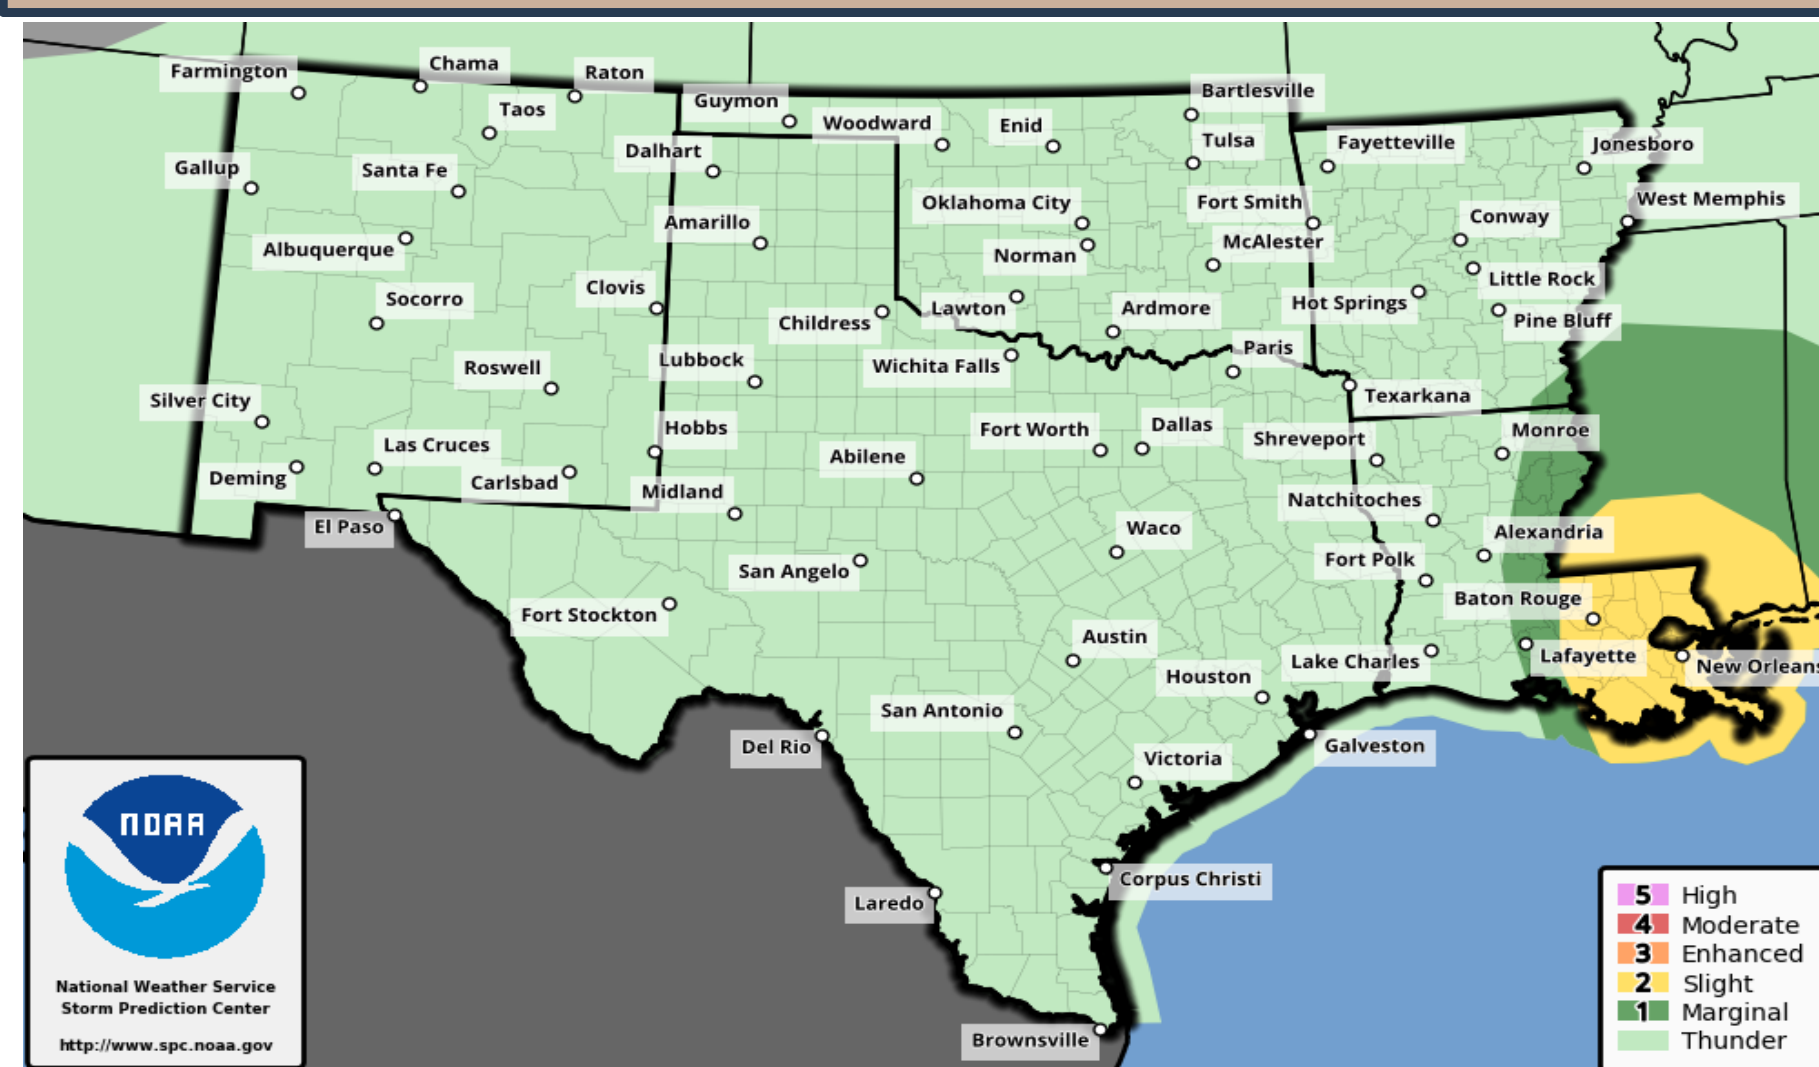 Chama
Farmington
Raton
Taos
Guymon
Bartlesville
Woodward
Enid
Tulsa
Fayetteville
Jonesboro
Dalhart
Gallup
Santa Fe
West Memphis
Oklahoma City
Fort Smith
Conway
Amarillo
McAlester
Albuquerque
Norman
Little Rock
Clovis
Socorro
Hot Springs
Lawton
Ardmore
Childress
Pine Bluff
Paris
Lubbock
Wichita Falls
Roswell
Texarkana
Silver City
Hobbs
Dallas
Fort Worth
Monroe
Shreveport
Las Cruces
Abilene
Deming
Carlsbad
Midland
Natchitoches
El Paso
Waco
Alexandria
Fort Polk
San Angelo
Baton Rouge
Fort Stockton
Austin
Lafayette
Lake Charles
New Orleans
Houston
San Antonio
Del Rio
Galveston
Victoria
Corpus Christi
Laredo
Brownsville
NOAA
National Weather Service
Storm Prediction Center
http://www.spc.noaa.gov
5 High
4 Moderate
3 Enhanced
2 Slight
1 Marginal
Thunder